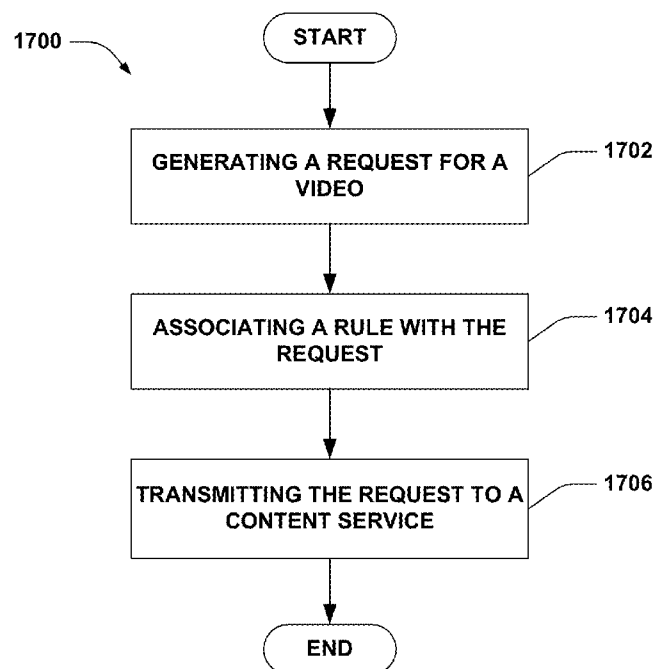 1700
START
GENERATING A REQUEST FOR A
VIDEO
1702
ASSOCIATING A RULE WITH THE
REQUEST
1704
TRANSMITTING THE REQUEST TO A
CONTENT SERVICE
1706
END